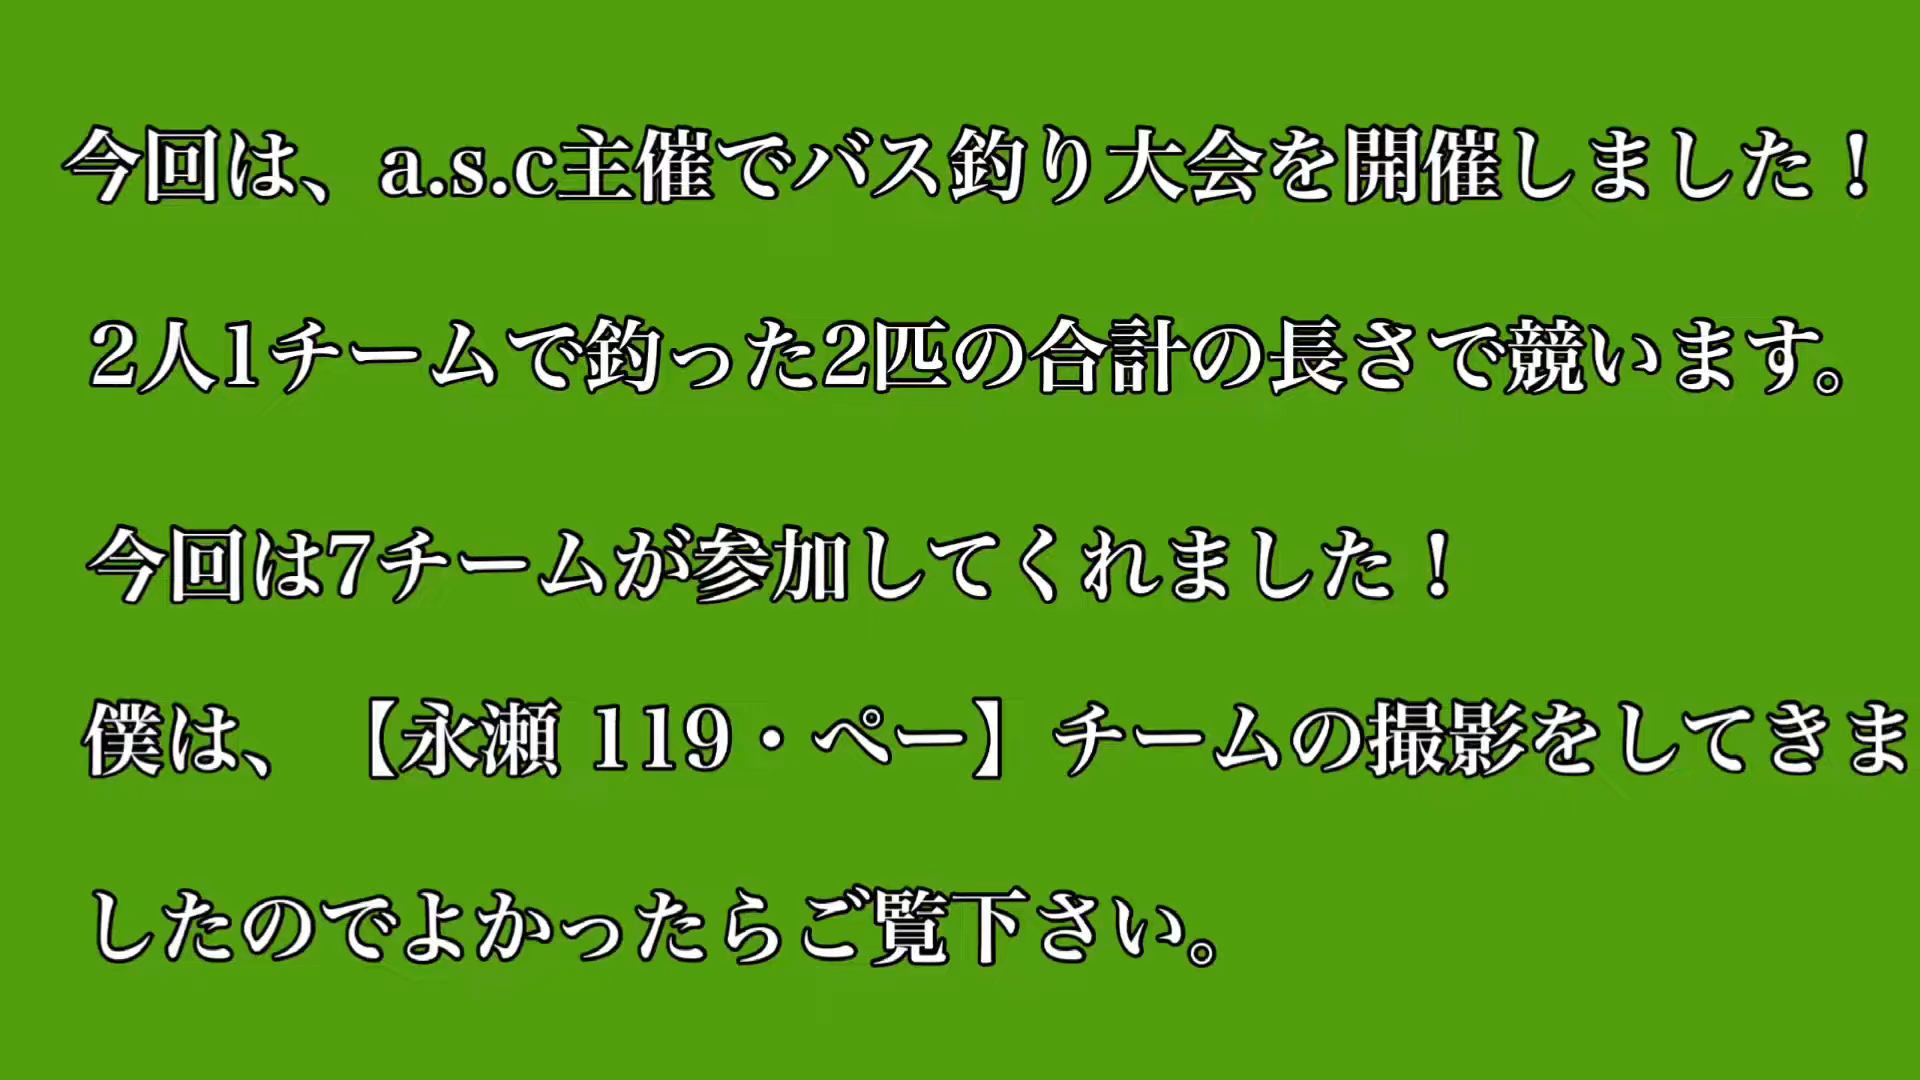 今回は、a.s.c主催でバス釣り大会を開催しました！
2人1チームで釣った2匹の合計の長さで競います。
今回は7チームが参加してくれました！
僕は、【永瀬 119・ペー】チームの撮影をしてきま
したのでよかったらご覧下さい。